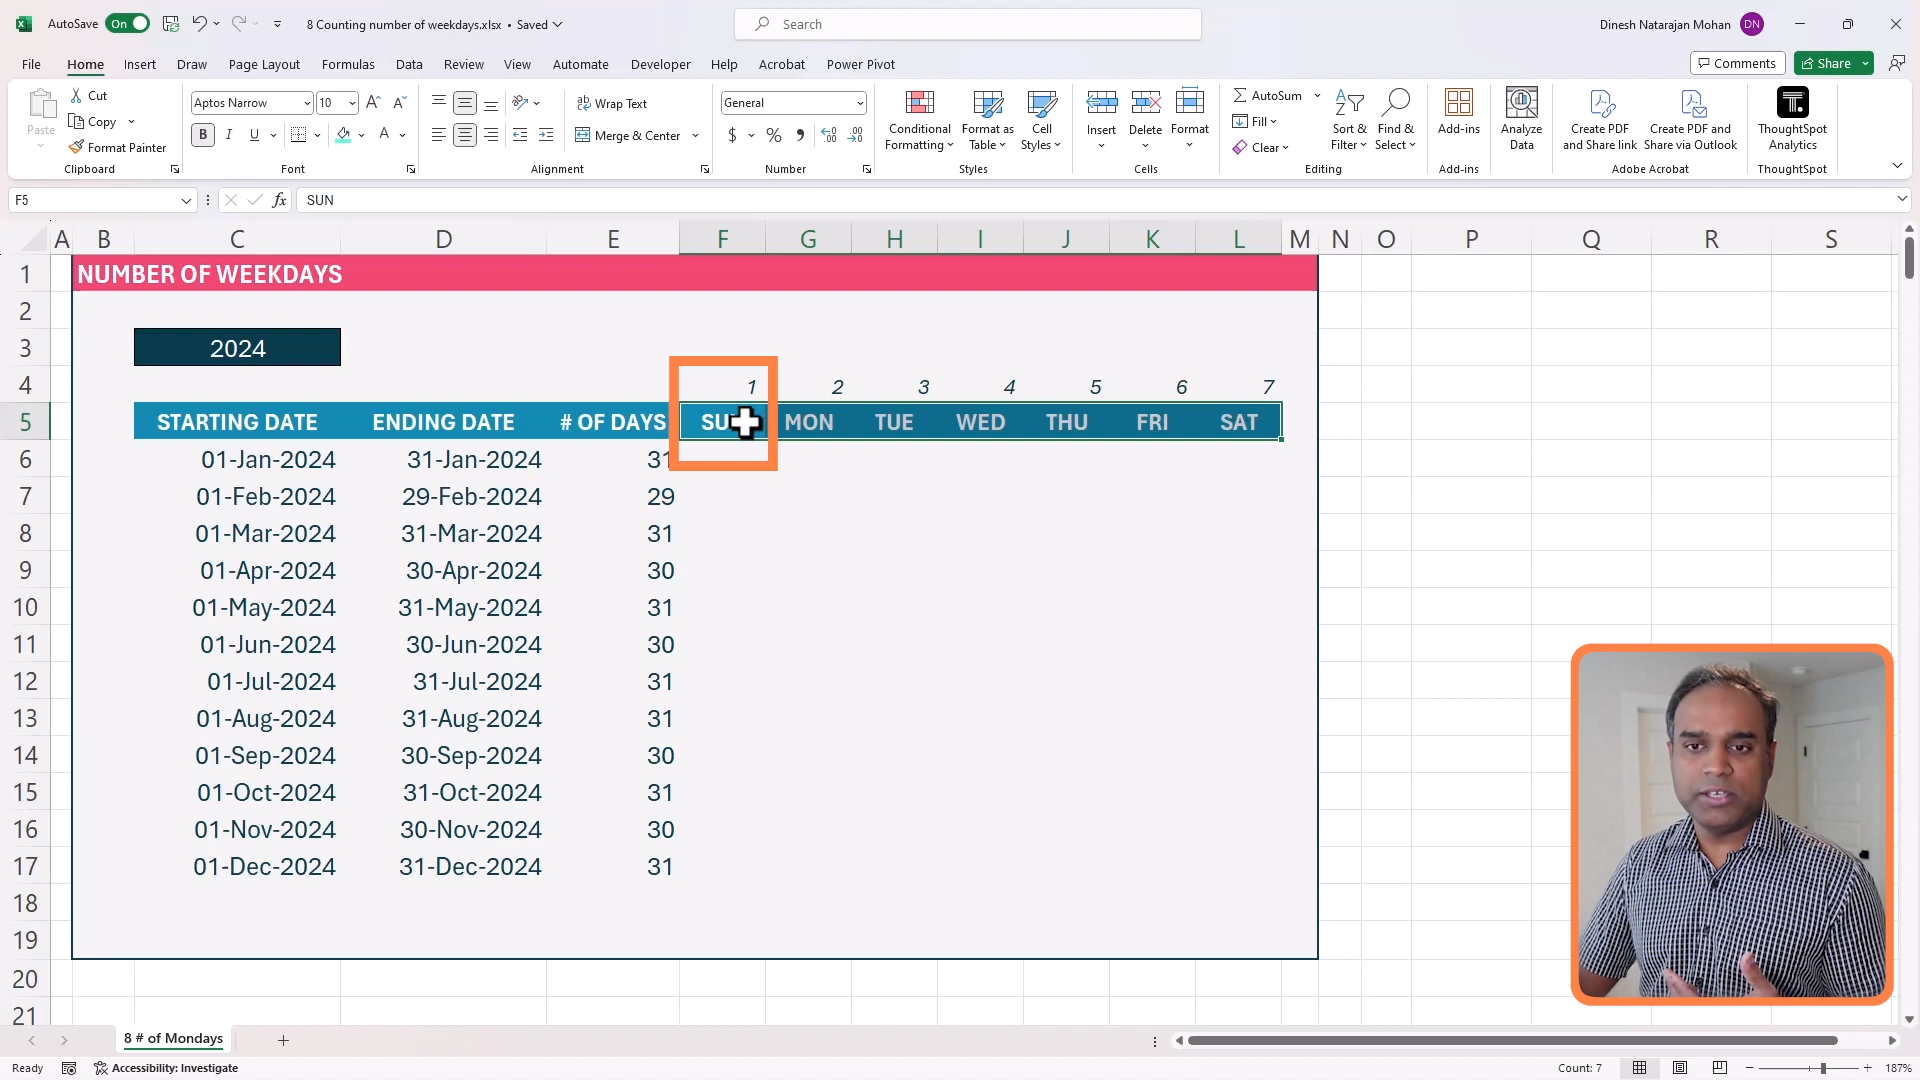 AutoSave On 8 Counting number of weekdays.xlsx • Saved Search Dinesh Natarajan Mohan DN
File Home Insert Draw Page Layout Formulas Data Review View Automate Developer Help Acrobat Power Pivot Comments Share
Paste Cut Copy Format Painter Clipboard
Aptos Narrow 10 B I U A Font
Wrap Text Merge & Center Alignment
General $ % Number
Conditional Formatting Format as Table Cell Styles Styles
Insert Delete Format Cells
AutoSum Fill Clear Sort & Filter Find & Select Editing
Add-ins Add-ins
Analyze Data
Create PDF and Share link Create PDF and Share via Outlook Adobe Acrobat
ThoughtSpot Analytics ThoughtSpot
F5 fx SUN
A B C D E F G H I J K L M N O P Q R S
1 NUMBER OF WEEKDAYS
2
3 2024
4 1 2 3 4 5 6 7
5 STARTING DATE ENDING DATE # OF DAYS SU MON TUE WED THU FRI SAT
6 01-Jan-2024 31-Jan-2024 31
7 01-Feb-2024 29-Feb-2024 29
8 01-Mar-2024 31-Mar-2024 31
9 01-Apr-2024 30-Apr-2024 30
10 01-May-2024 31-May-2024 31
11 01-Jun-2024 30-Jun-2024 30
12 01-Jul-2024 31-Jul-2024 31
13 01-Aug-2024 31-Aug-2024 31
14 01-Sep-2024 30-Sep-2024 30
15 01-Oct-2024 31-Oct-2024 31
16 01-Nov-2024 30-Nov-2024 30
17 01-Dec-2024 31-Dec-2024 31
18
19
20
21
8 # of Mondays
Ready Accessibility: Investigate Count: 7 187%